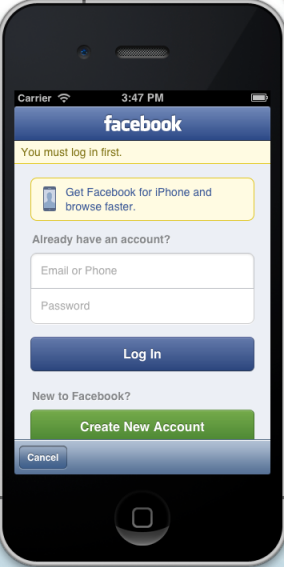 Carrier 3:47 PM
facebook
You must log in first.
Get Facebook for iPhone and
browse faster.
Already have an account?
Email or Phone
Password
Log In
New to Facebook?
Create New Account
Cancel